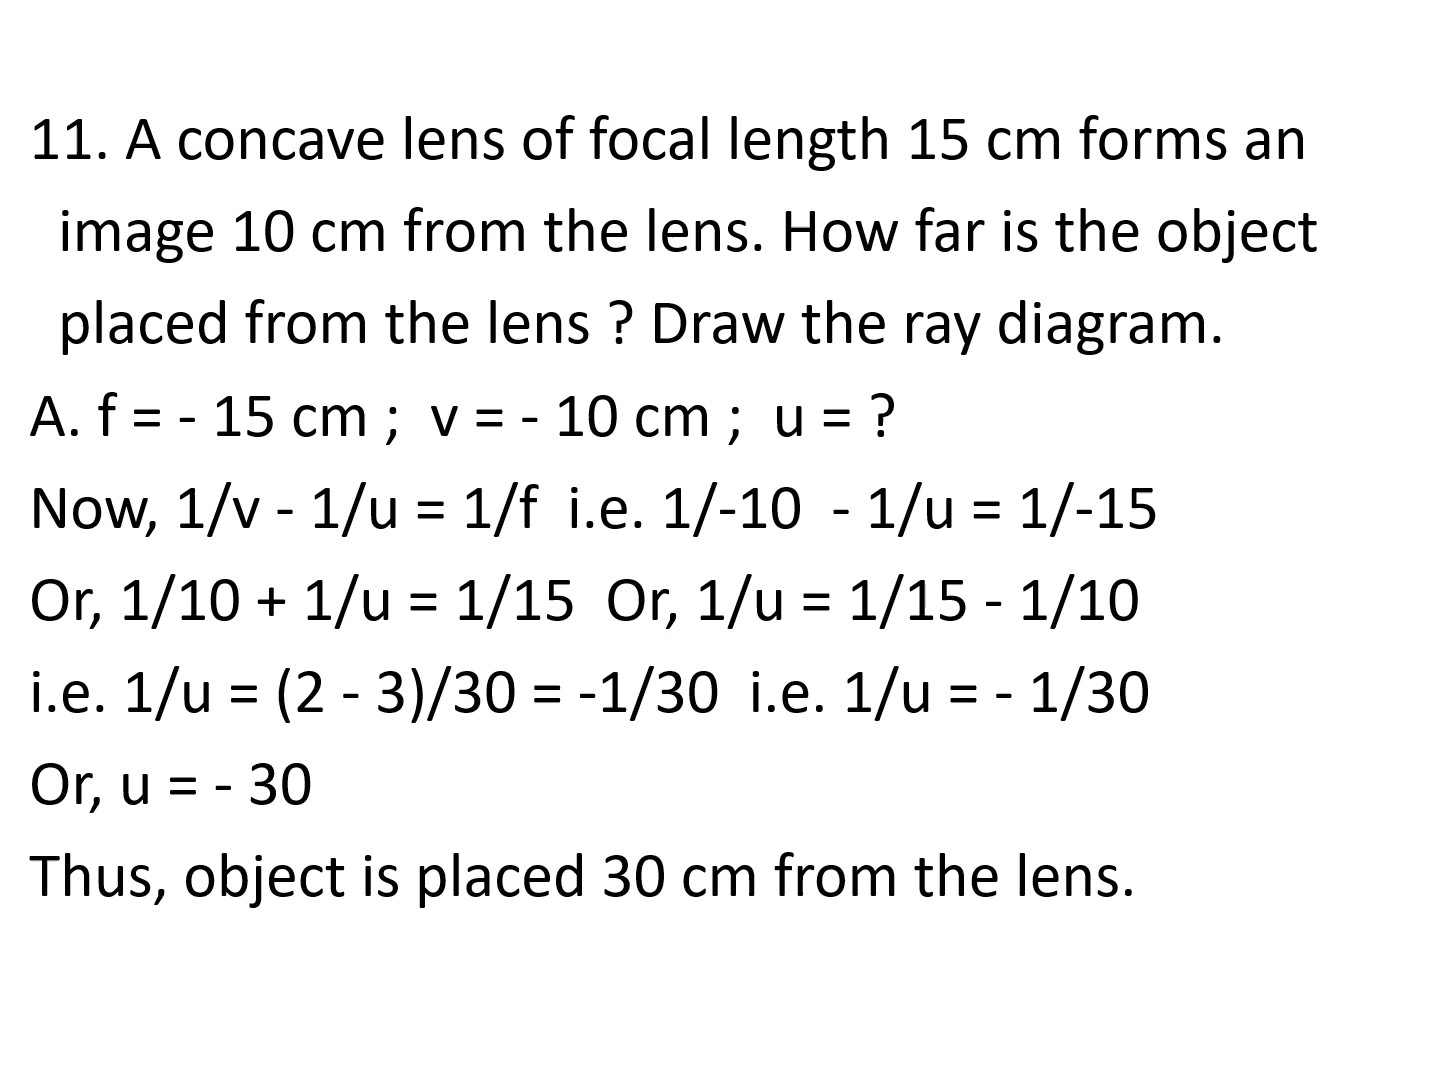 11. A concave lens of focal length 15 cm forms an
image 10 cm from the lens. How far is the object
placed from the lens ? Draw the ray diagram.
A. f = - 15 cm ;  v = - 10 cm ;  u = ?
Now, 1/v - 1/u = 1/f  i.e. 1/-10  - 1/u = 1/-15
Or, 1/10 + 1/u = 1/15  Or, 1/u = 1/15 - 1/10
i.e. 1/u = (2 - 3)/30 = -1/30  i.e. 1/u = - 1/30
Or, u = - 30
Thus, object is placed 30 cm from the lens.